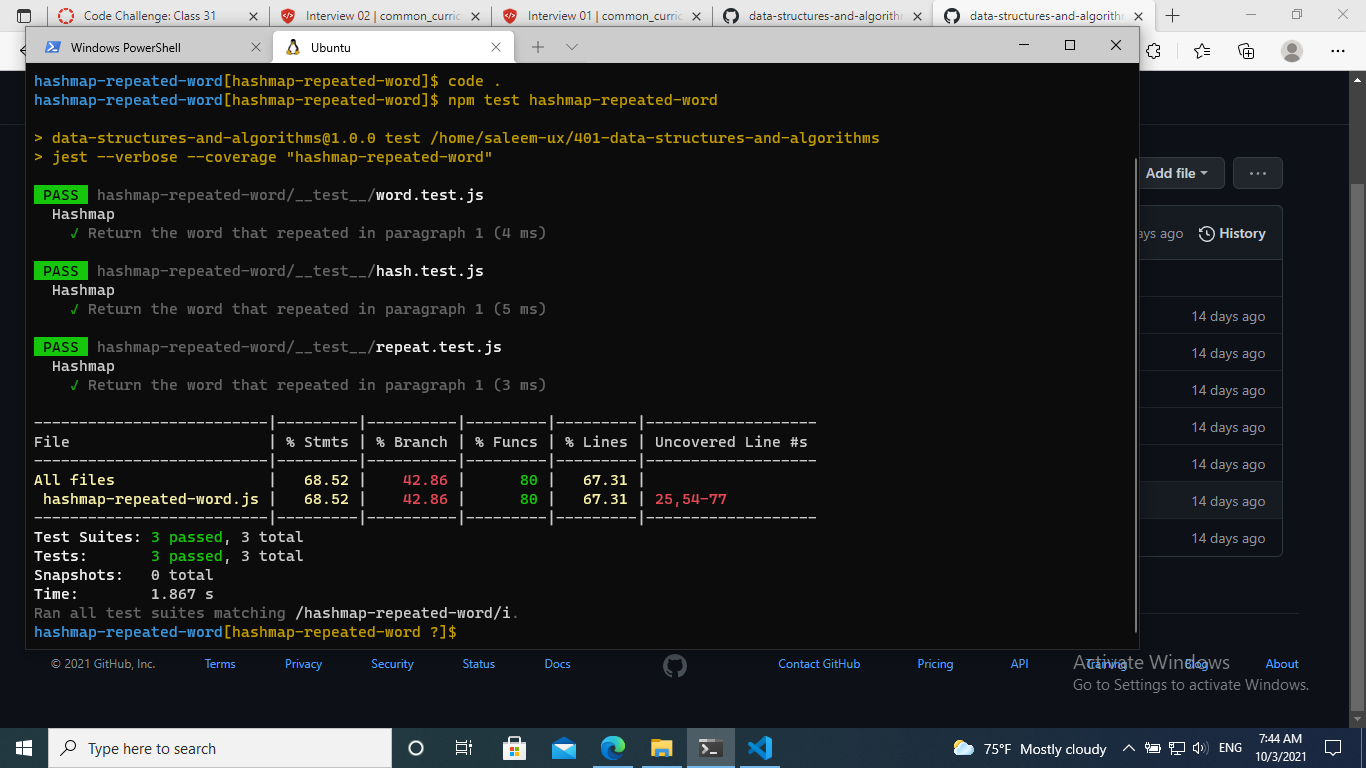 Code Challenge: Class 31
Interview 02 | common_curric
Interview 01 | common_curric
data-structures-and-algorithm
data-structures-and-algorithm
Windows PowerShell
Ubuntu
hashmap-repeated-word[hashmap-repeated-word]$ code .
hashmap-repeated-word[hashmap-repeated-word]$ npm test hashmap-repeated-word
> data-structures-and-algorithms@1.0.0 test /home/saleem-ux/401-data-structures-and-algorithms
> jest --verbose --coverage "hashmap-repeated-word"
PASS hashmap-repeated-word/__test__/word.test.js
Hashmap
✓ Return the word that repeated in paragraph 1 (4 ms)
PASS hashmap-repeated-word/__test__/hash.test.js
Hashmap
✓ Return the word that repeated in paragraph 1 (5 ms)
PASS hashmap-repeated-word/__test__/repeat.test.js
Hashmap
✓ Return the word that repeated in paragraph 1 (3 ms)
--------------------------|---------|----------|---------|---------|-------------------
File | % Stmts | % Branch | % Funcs | % Lines | Uncovered Line #s
--------------------------|---------|----------|---------|---------|-------------------
All files | 68.52 | 42.86 | 80 | 67.31 |
hashmap-repeated-word.js | 68.52 | 42.86 | 80 | 67.31 | 25,54-77
--------------------------|---------|----------|---------|---------|-------------------
Test Suites: 3 passed, 3 total
Tests: 3 passed, 3 total
Snapshots: 0 total
Time: 1.867 s
Ran all test suites matching /hashmap-repeated-word/i.
hashmap-repeated-word[hashmap-repeated-word ?]$
Add file
ays ago History
14 days ago
14 days ago
14 days ago
14 days ago
14 days ago
14 days ago
14 days ago
© 2021 GitHub, Inc. Terms Privacy Security Status Docs Contact GitHub Pricing API Training Blog About
Activate Windows
Go to Settings to activate Windows.
Type here to search
75°F Mostly cloudy
ENG
7:44 AM
10/3/2021